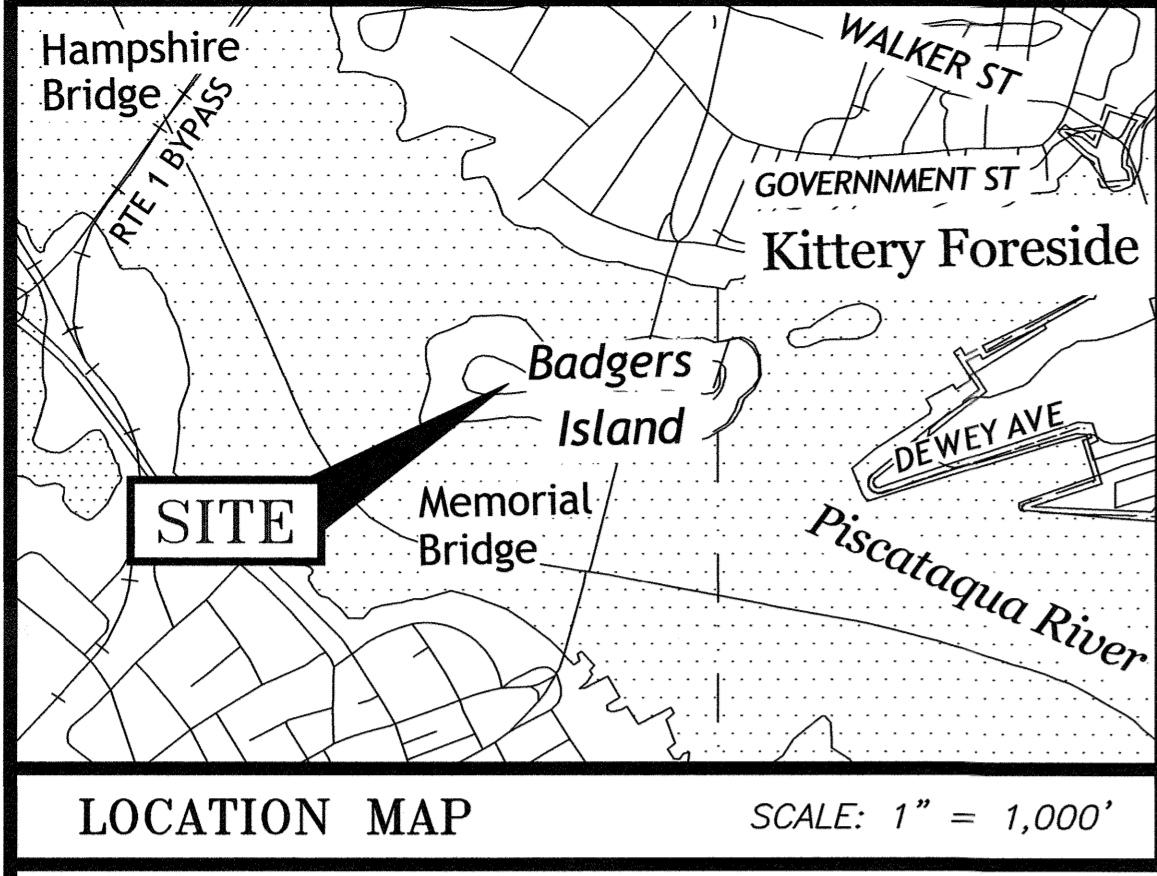 Hampshire
Bridge
RTE 1 BYPASS
WALKER ST
GOVERNNMENT ST
Kittery Foreside
Badgers
Island
DEWEY AVE
SITE
Memorial
Bridge
Piscataqua River
LOCATION MAP
SCALE: 1" = 1,000'